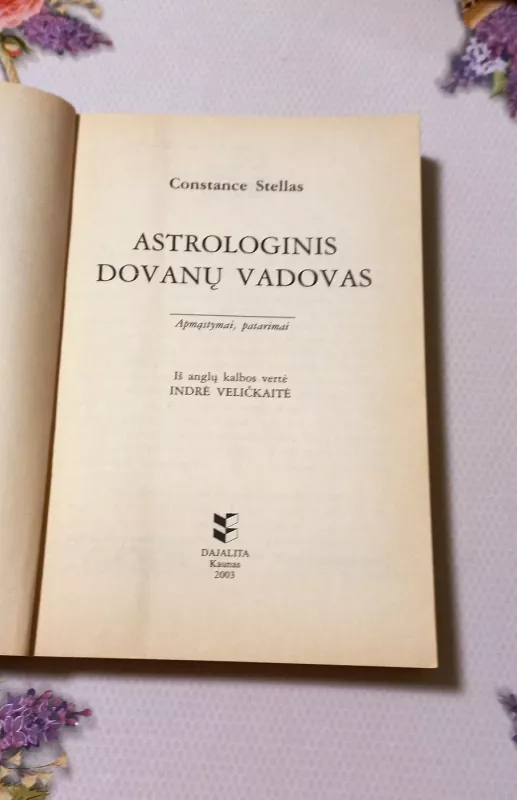 Constance Stellas
ASTROLOGINIS
DOVANŲ VADOVAS
Apmąstymai, patarimai
Iš anglų kalbos vertė
INDRĖ VELIČKAITĖ
DAJALITA
Kaunas
2003